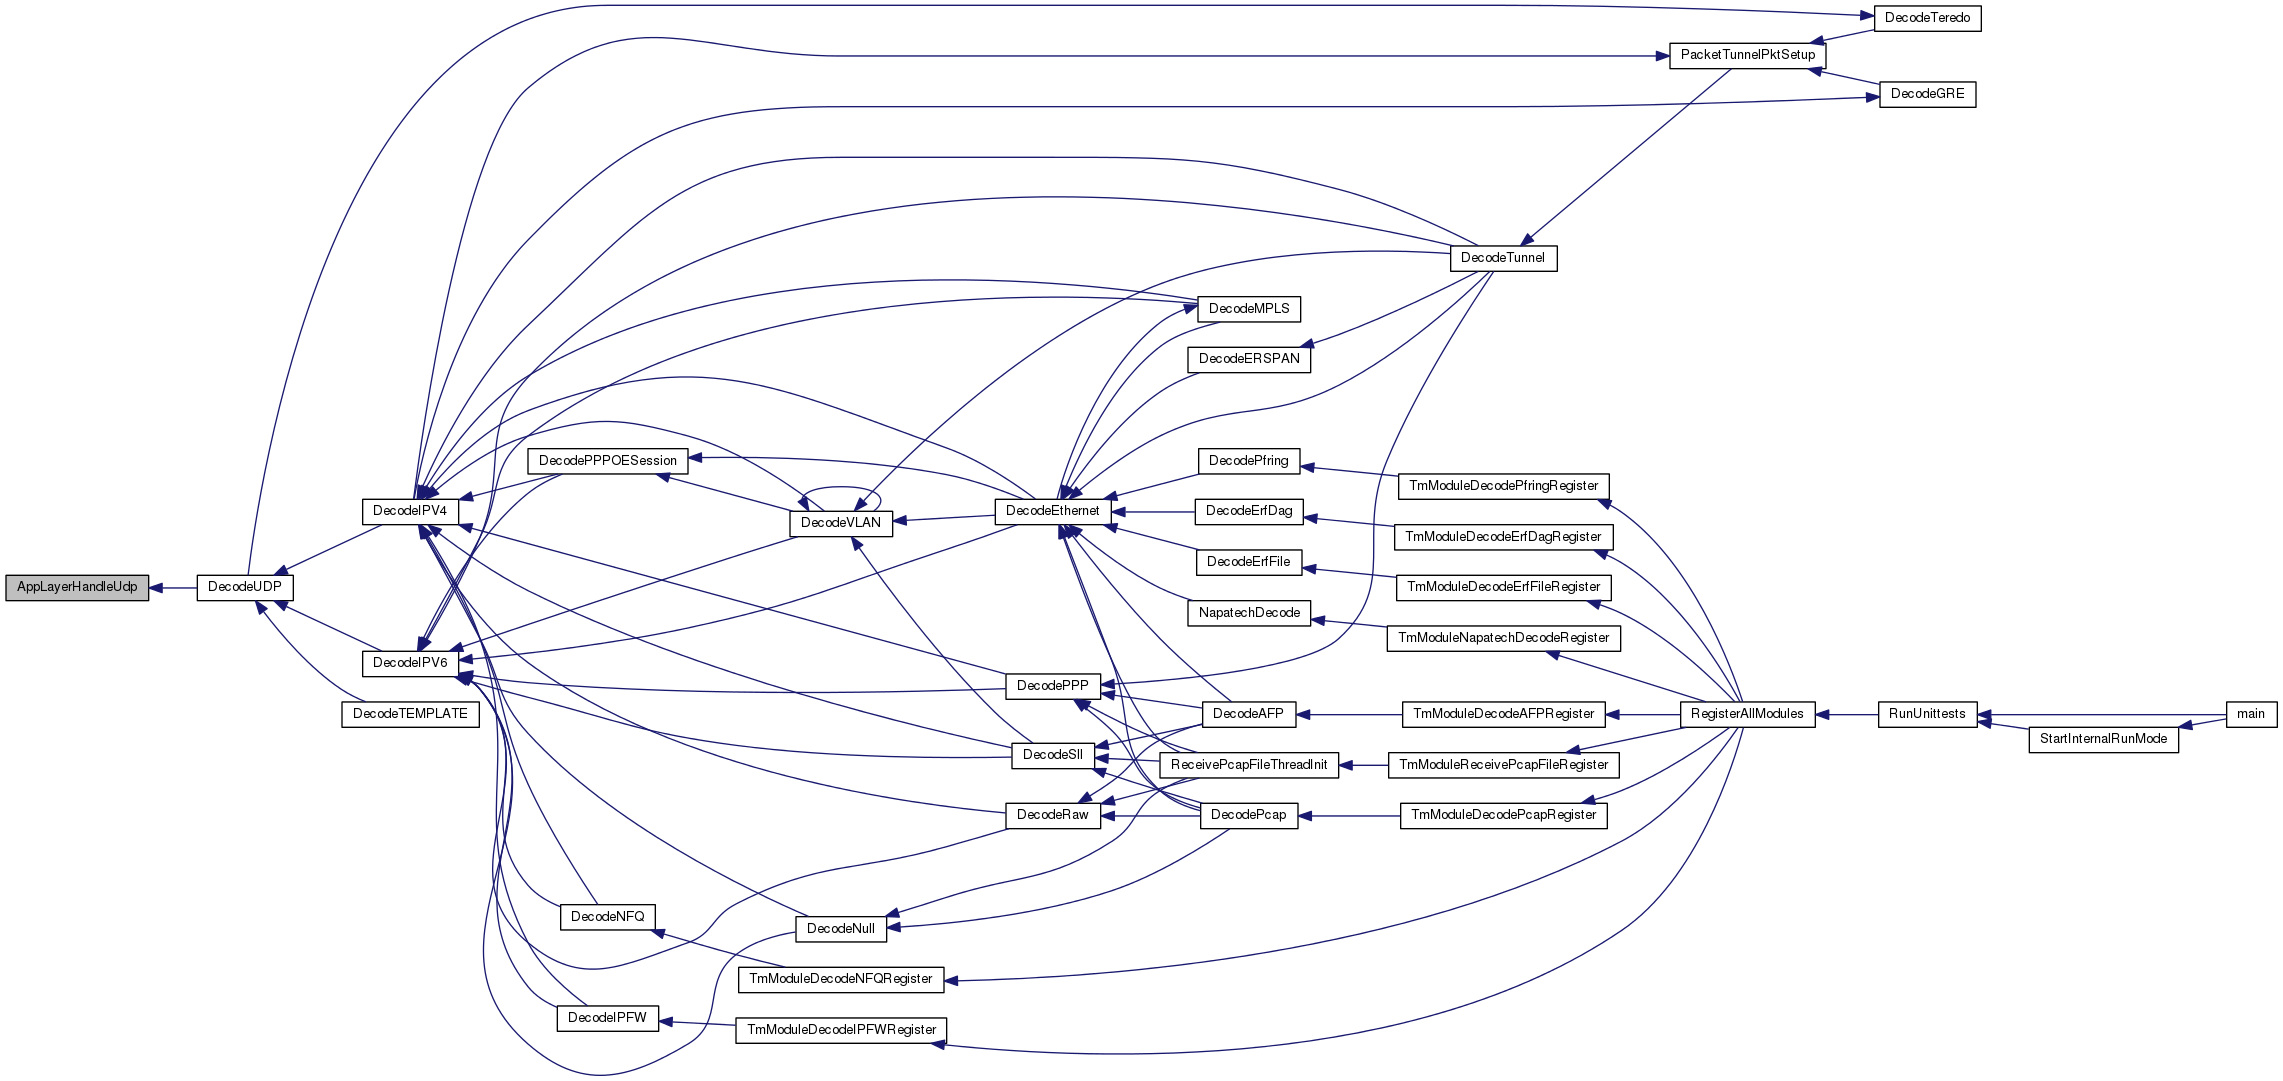 DecodeTeredo
PacketTunnelPktSetup
DecodeGRE
DecodeTunnel
DecodeMPLS
DecodeERSPAN
DecodePPPOESession
DecodePfring
TmModuleDecodePfringRegister
DecodeIPV4
DecodeVLAN
DecodeEthernet
DecodeErfDag
TmModuleDecodeErfDagRegister
DecodeErfFile
TmModuleDecodeErfFileRegister
AppLayerHandleUdp
DecodeUDP
NapatechDecode
TmModuleNapatechDecodeRegister
DecodeIPV6
DecodePPP
DecodeTEMPLATE
DecodeAFP
TmModuleDecodeAFPRegister
RegisterAllModules
RunUnittests
main
StartInternalRunMode
DecodeSll
ReceivePcapFileThreadInit
TmModuleReceivePcapFileRegister
DecodeRaw
DecodePcap
TmModuleDecodePcapRegister
DecodeNFQ
DecodeNull
TmModuleDecodeNFQRegister
DecodeIPFW
TmModuleDecodeIPFWRegister